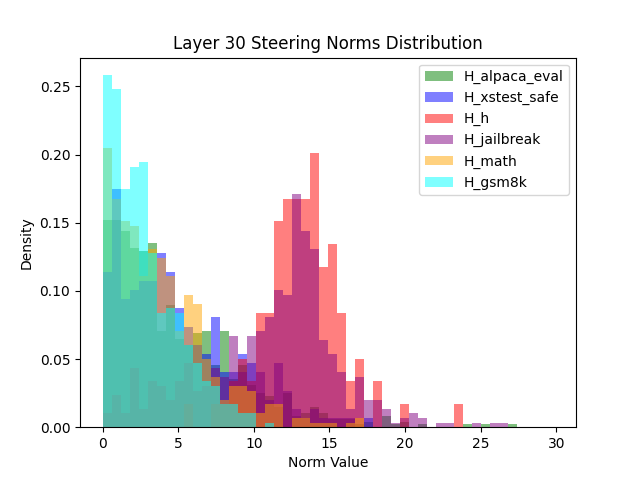 Layer 30 Steering Norms Distribution
H_alpaca_eval
H_xstest_safe
H_h
H_jailbreak
H_math
H_gsm8k
Density
0.25
0.20
0.15
0.10
0.05
0.00
0 5 10 15 20 25 30
Norm Value